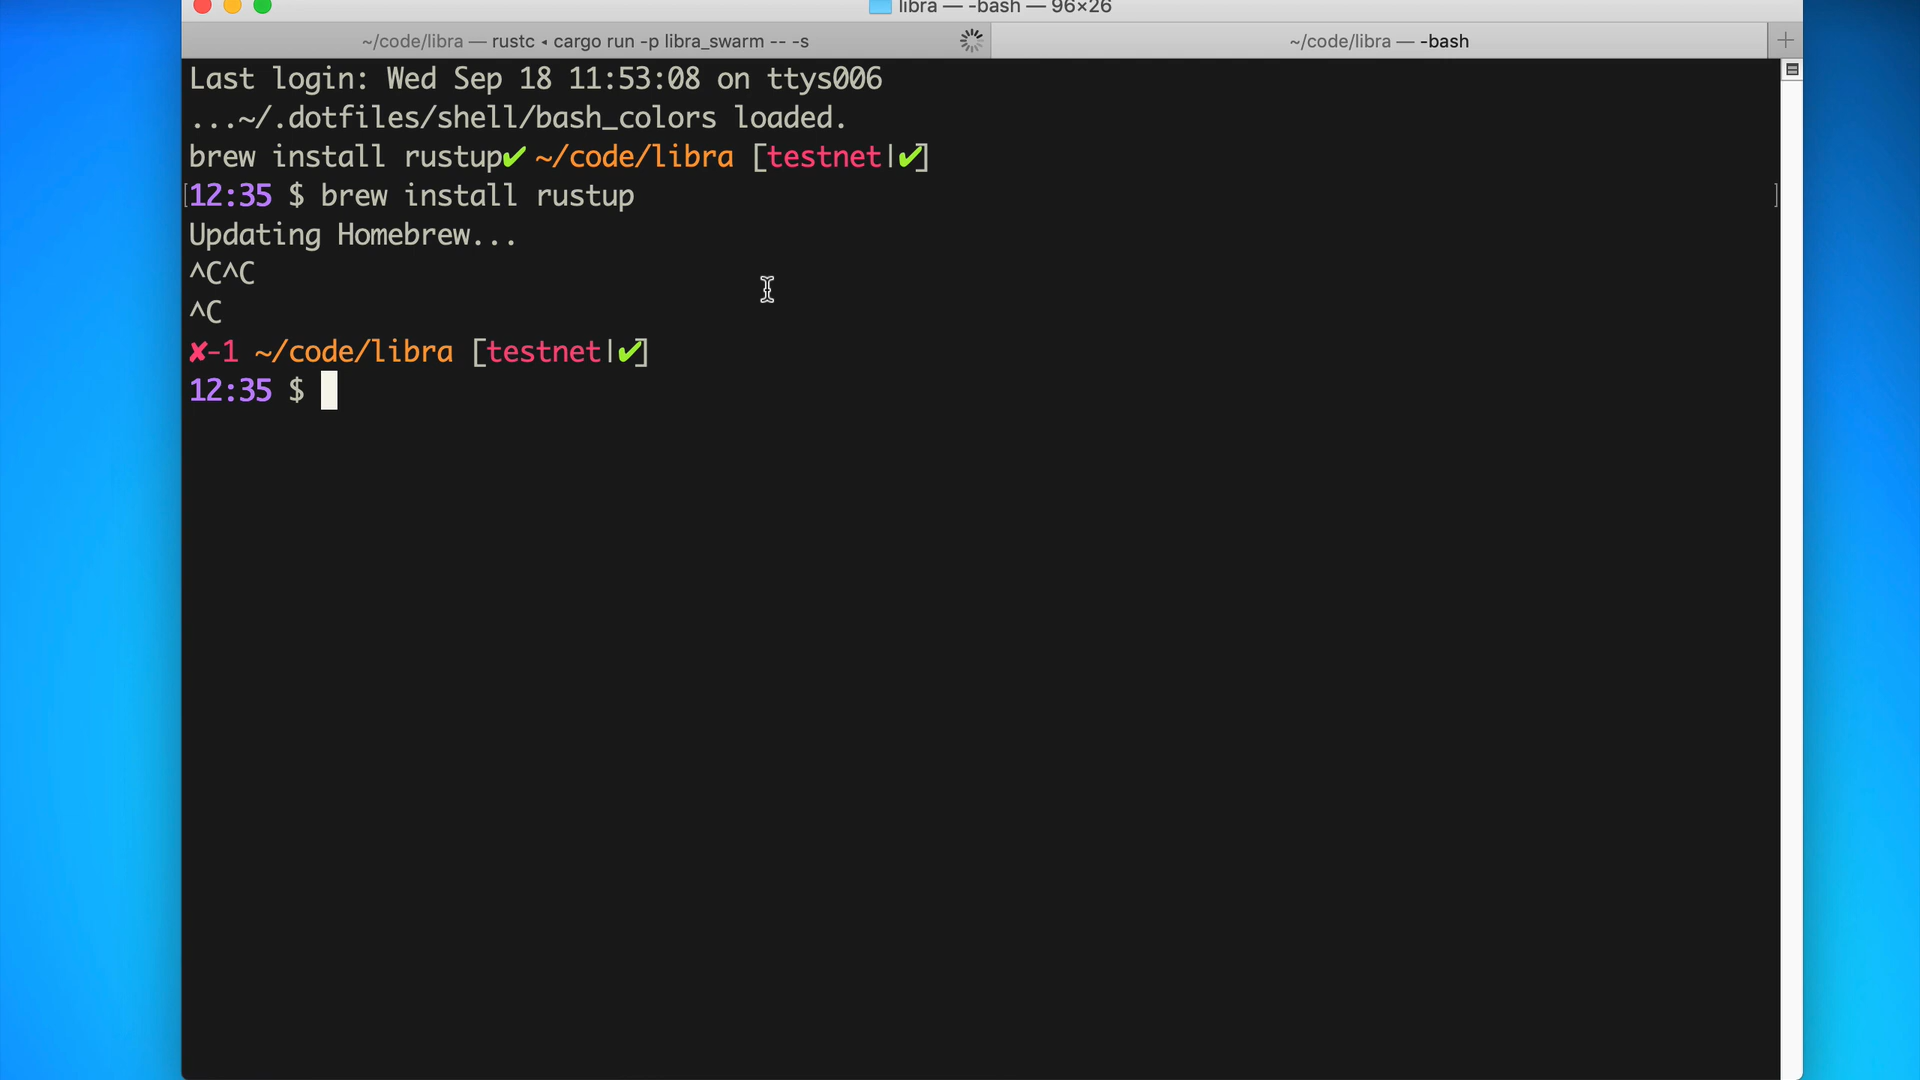 libra — -bash — 96×26
~/code/libra — rustc ◂ cargo run -p libra_swarm -- -s
~/code/libra — -bash
Last login: Wed Sep 18 11:53:08 on ttys006
...~/.dotfiles/shell/bash_colors loaded.
brew install rustup✔ ~/code/libra [testnet|✔]
[12:35 $ brew install rustup ]
Updating Homebrew...
^C^C
^C
✘-1 ~/code/libra [testnet|✔]
12:35 $